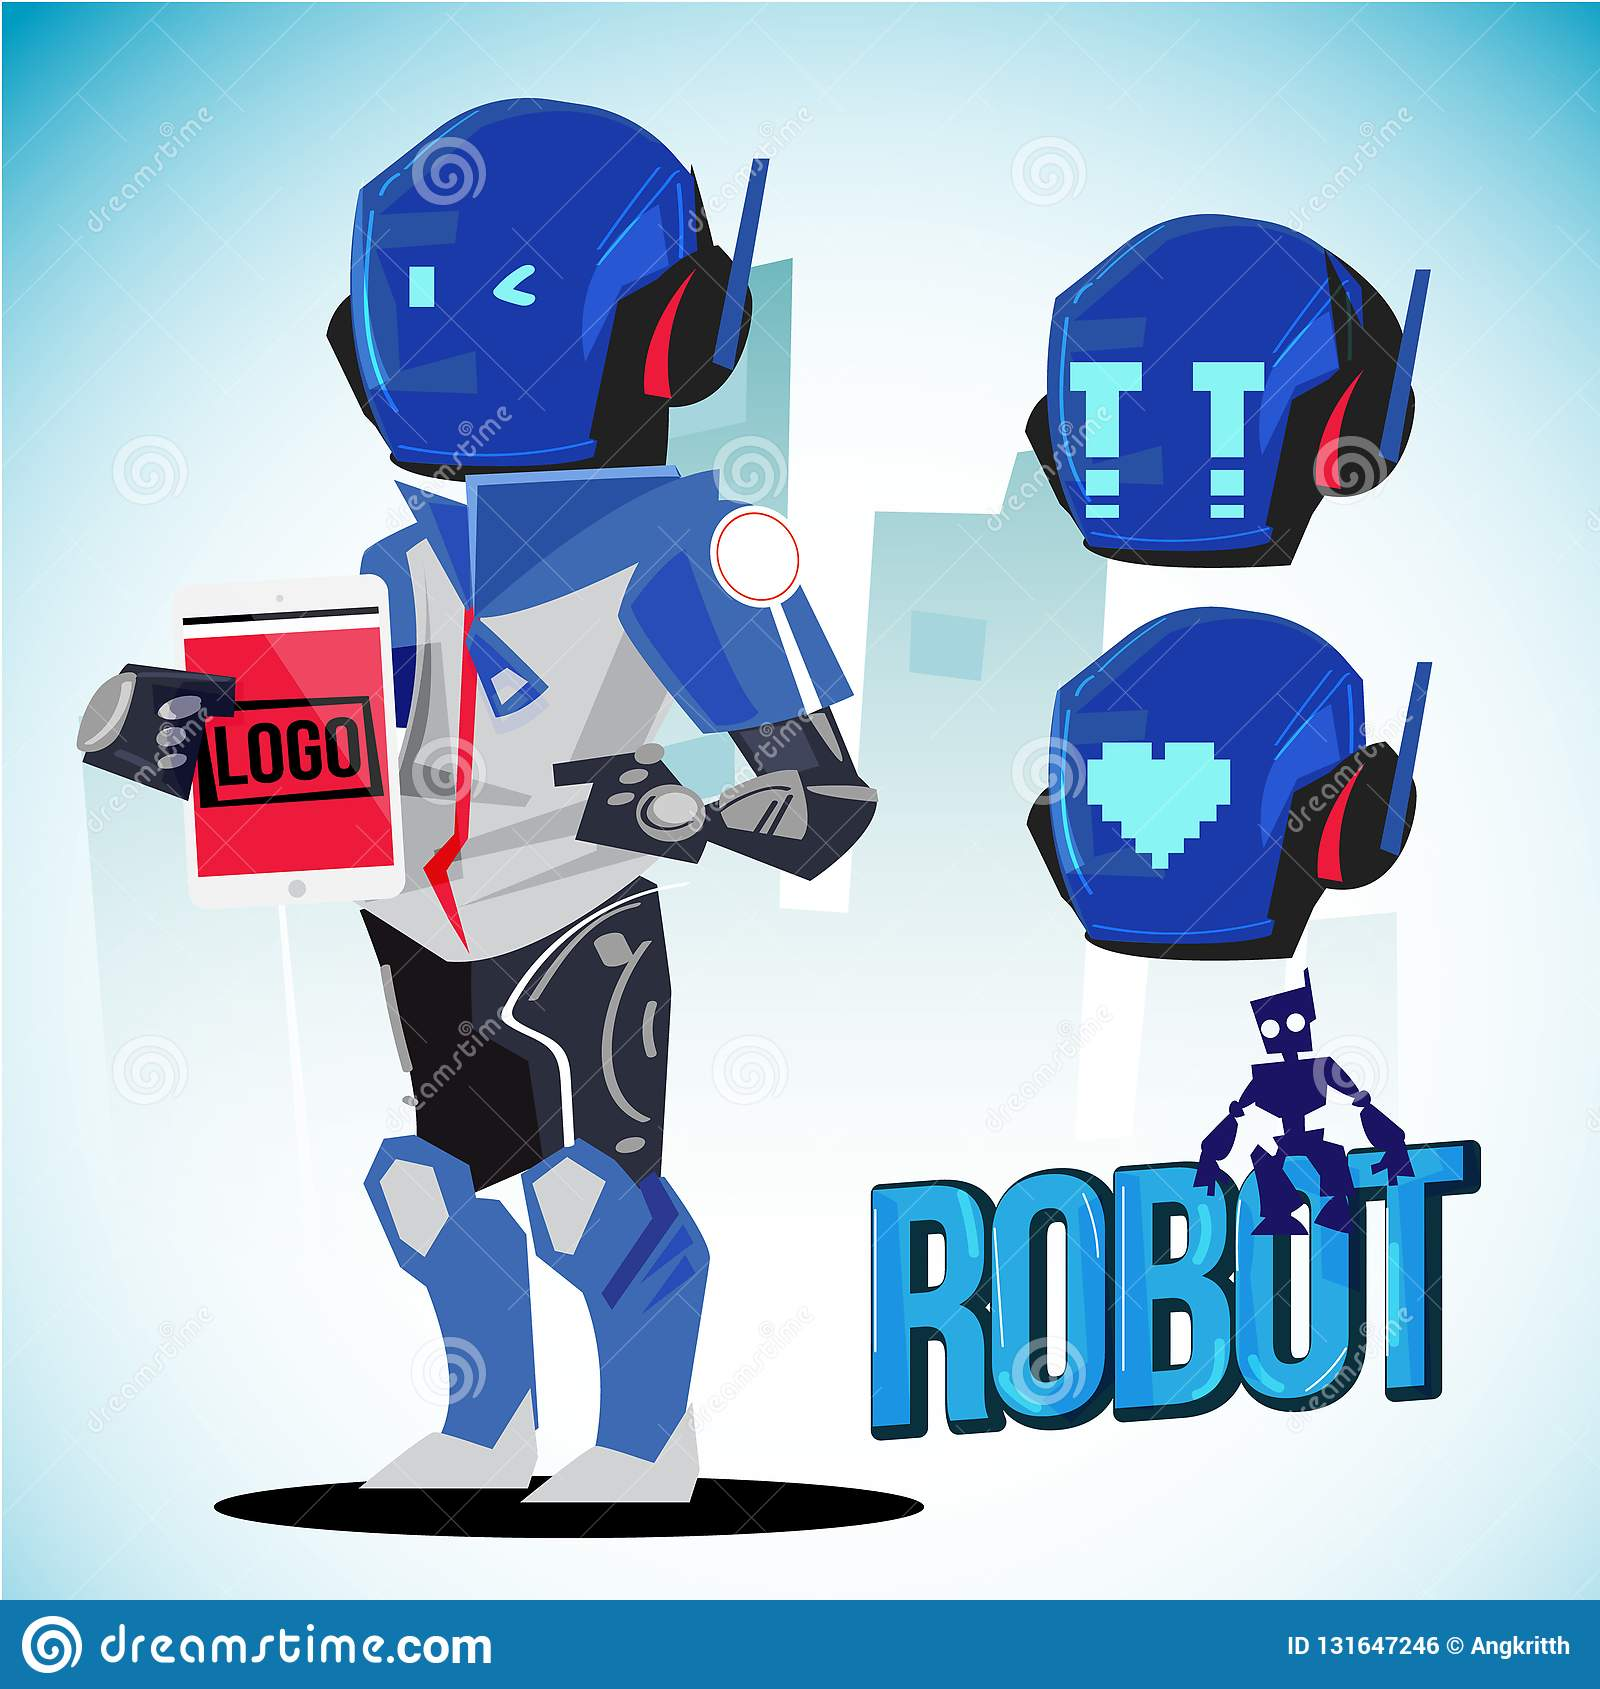 LOGO
ROBOT
dreamstime.com
ID 131647246 © Angkritth